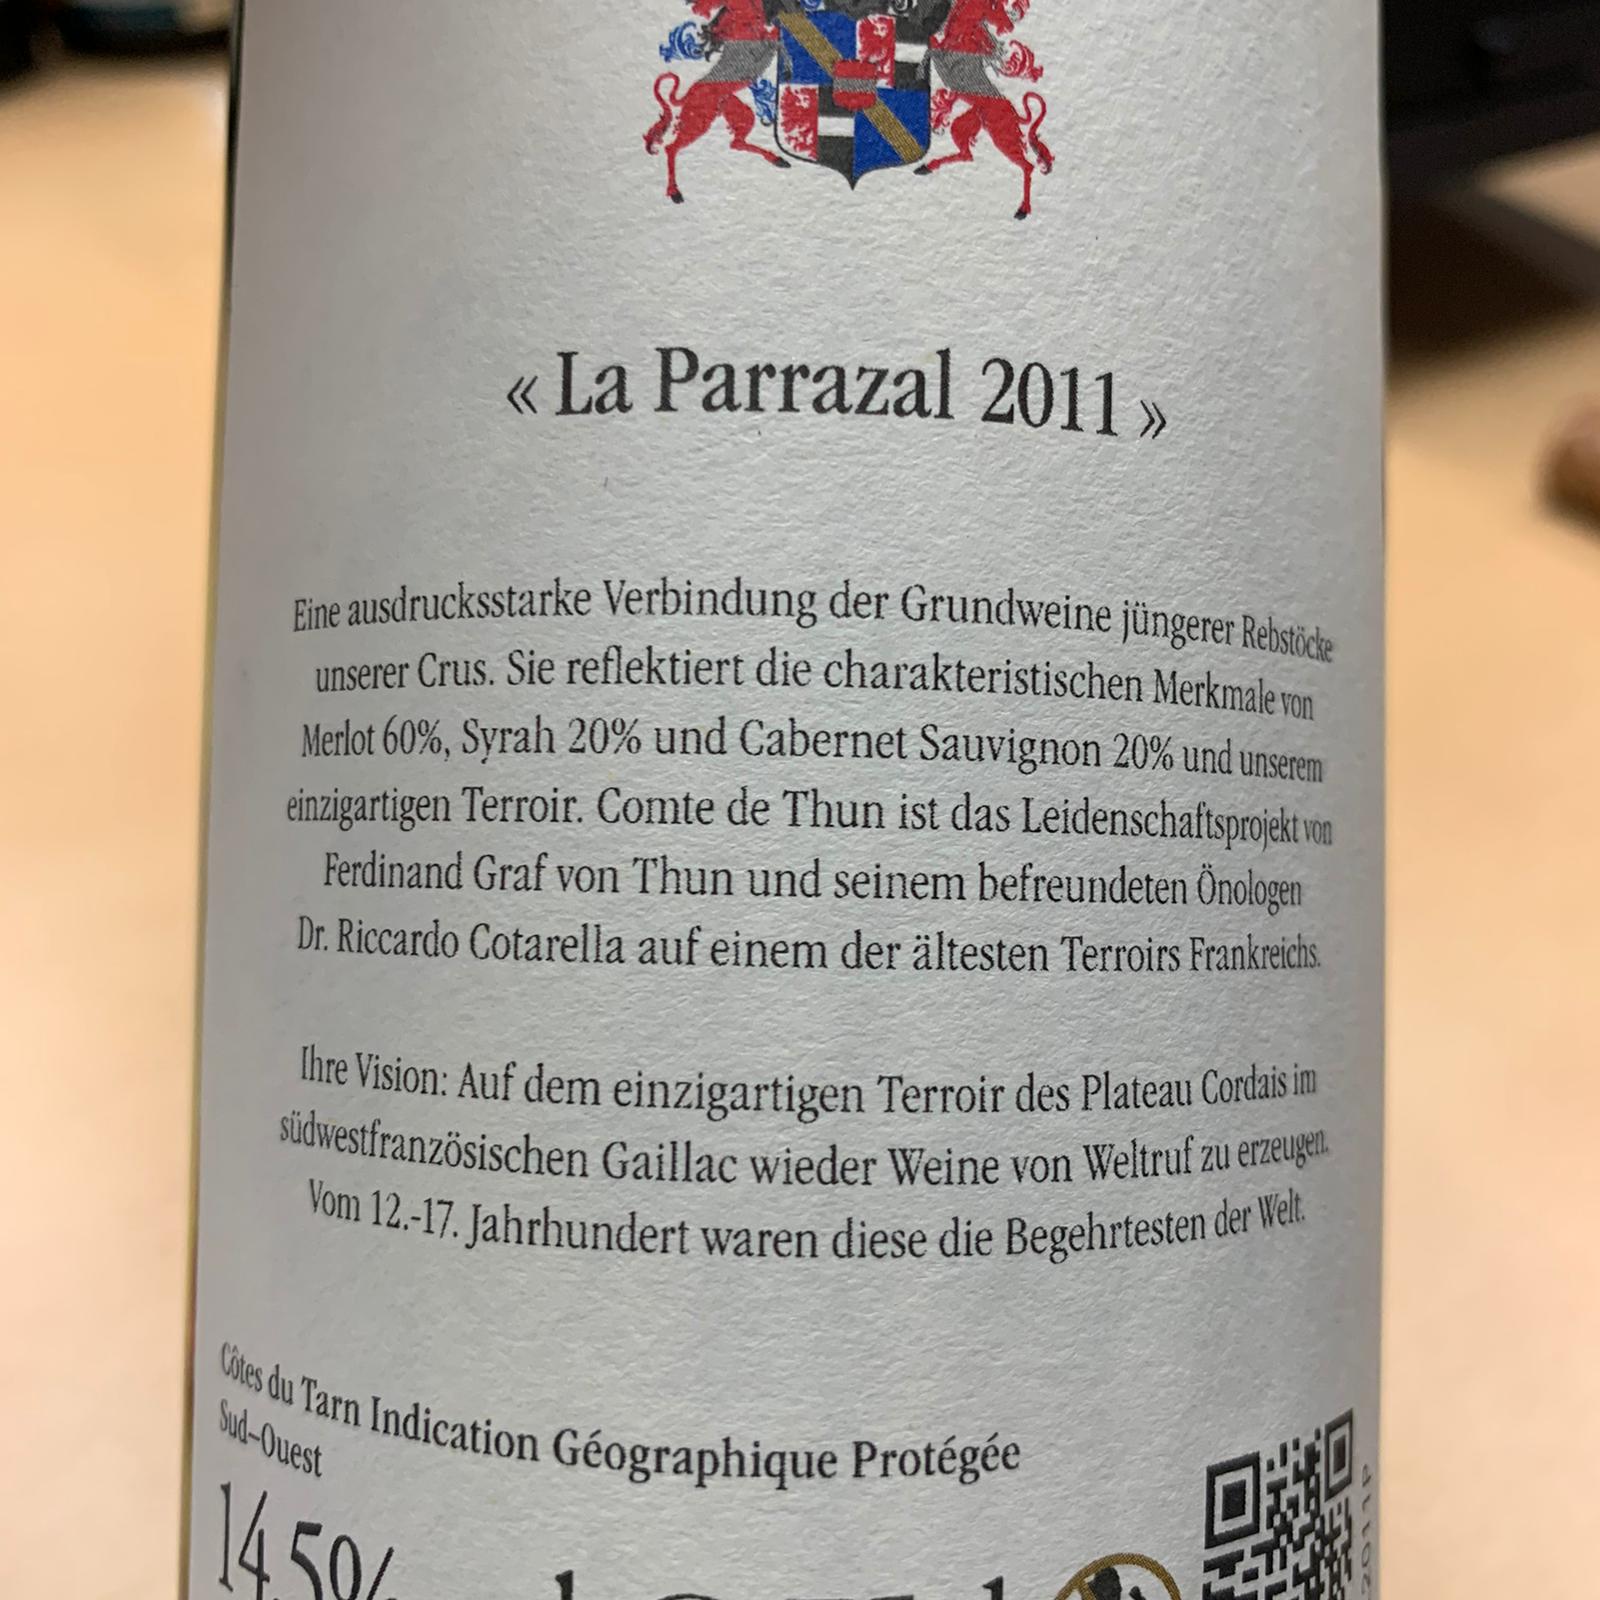 « La Parrazal 2011 »
Eine ausdrucksstarke Verbindung der Grundweine jüngerer Rebstöcke
unserer Crus. Sie reflektiert die charakteristischen Merkmale von
Merlot 60%, Syrah 20% und Cabernet Sauvignon 20% und unserem
einzigartigen Terroir. Comte de Thun ist das Leidenschaftsprojekt von
Ferdinand Graf von Thun und seinem befreundeten Önologen
Dr. Riccardo Cotarella auf einem der ältesten Terroirs Frankreichs.
Ihre Vision: Auf dem einzigartigen Terroir des Plateau Cordais im
südwestfranzösischen Gaillac wieder Weine von Weltruf zu erzeugen.
Vom 12.-17. Jahrhundert waren diese die Begehrtesten der Welt.
Côtes du Tarn Indication Géographique Protégée
Sud-Ouest
14,5%
2011P